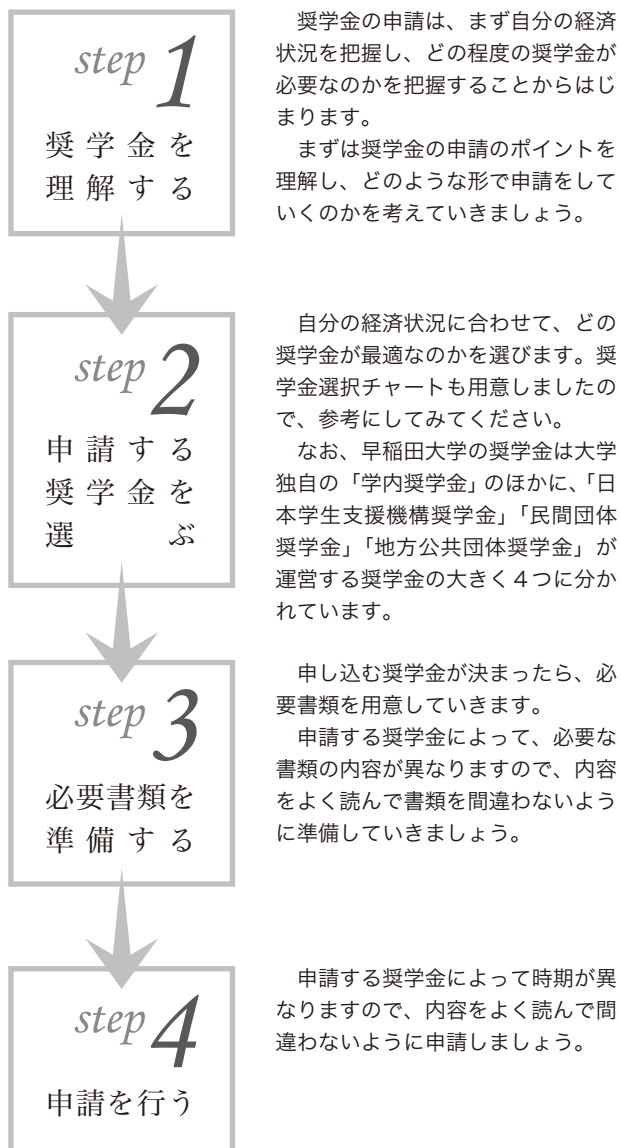 step 1
奨学金を
理解する
奨学金の申請は、まず自分の経済
状況を把握し、どの程度の奨学金が
必要なのかを把握することからはじ
まります。
まずは奨学金の申請のポイントを
理解し、どのような形で申請をして
いくのかを考えていきましょう。
step 2
申請する
奨学金を
選ぶ
自分の経済状況に合わせて、どの
奨学金が最適なのかを選びます。奨
学金選択チャートも用意しましたの
で、参考にしてみてください。
なお、早稲田大学の奨学金は大学
独自の「学内奨学金」のほかに、「日
本学生支援機構奨学金」「民間団体
奨学金」「地方公共団体奨学金」が
運営する奨学金の大きく４つに分か
れています。
step 3
必要書類を
準備する
申し込む奨学金が決まったら、必
要書類を用意していきます。
申請する奨学金によって、必要な
書類の内容が異なりますので、内容
をよく読んで書類を間違わないよう
に準備していきましょう。
step 4
申請を行う
申請する奨学金によって時期が異
なりますので、内容をよく読んで間
違わないように申請しましょう。